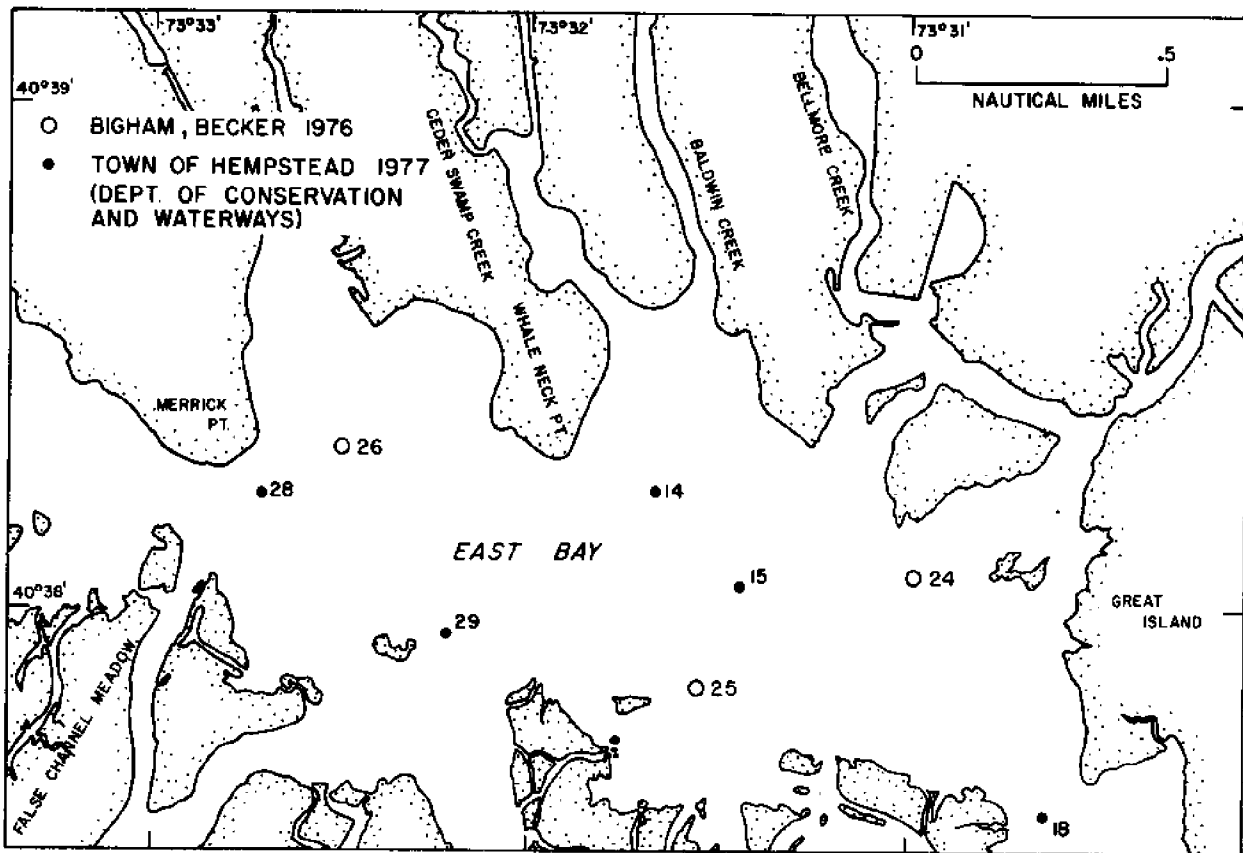 73°33'
73°32'
73°31'
0 .5
NAUTICAL MILES
40°39'
○ BIGHAM, BECKER 1976
● TOWN OF HEMPSTEAD 1977
(DEPT. OF CONSERVATION
AND WATERWAYS)
CEDER SWAMP CREEK
WHALE NECK PT.
BALDWIN CREEK
BELLMORE CREEK
MERRICK
PT.
26
28
14
EAST BAY
15
24
40°38'
GREAT
ISLAND
29
25
FALSE CHANNEL MEADOW
18